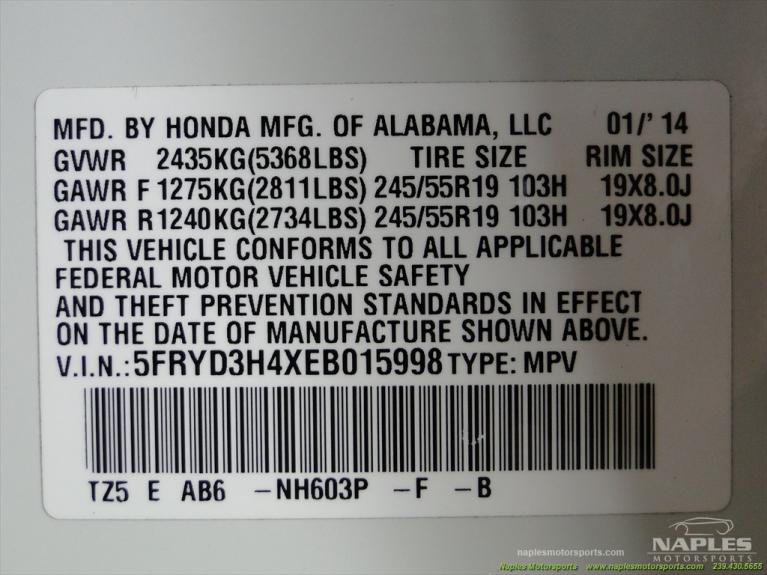 MFD. BY HONDA MFG. OF ALABAMA, LLC 01/' 14
GVWR 2435KG(5368LBS) TIRE SIZE RIM SIZE
GAWR F 1275KG(2811LBS) 245/55R19 103H 19X8.0J
GAWR R1240KG(2734LBS) 245/55R19 103H 19X8.0J
THIS VEHICLE CONFORMS TO ALL APPLICABLE
FEDERAL MOTOR VEHICLE SAFETY
AND THEFT PREVENTION STANDARDS IN EFFECT
ON THE DATE OF MANUFACTURE SHOWN ABOVE.
V.I.N.:5FRYD3H4XEB015998 TYPE: MPV
TZ5 E AB6 -NH603P -F -B
naplesmotorsports.com
NAPLES
MOTORSPORTS
Naples Motorsports www.naplesmotorsports.com 239.430.5655